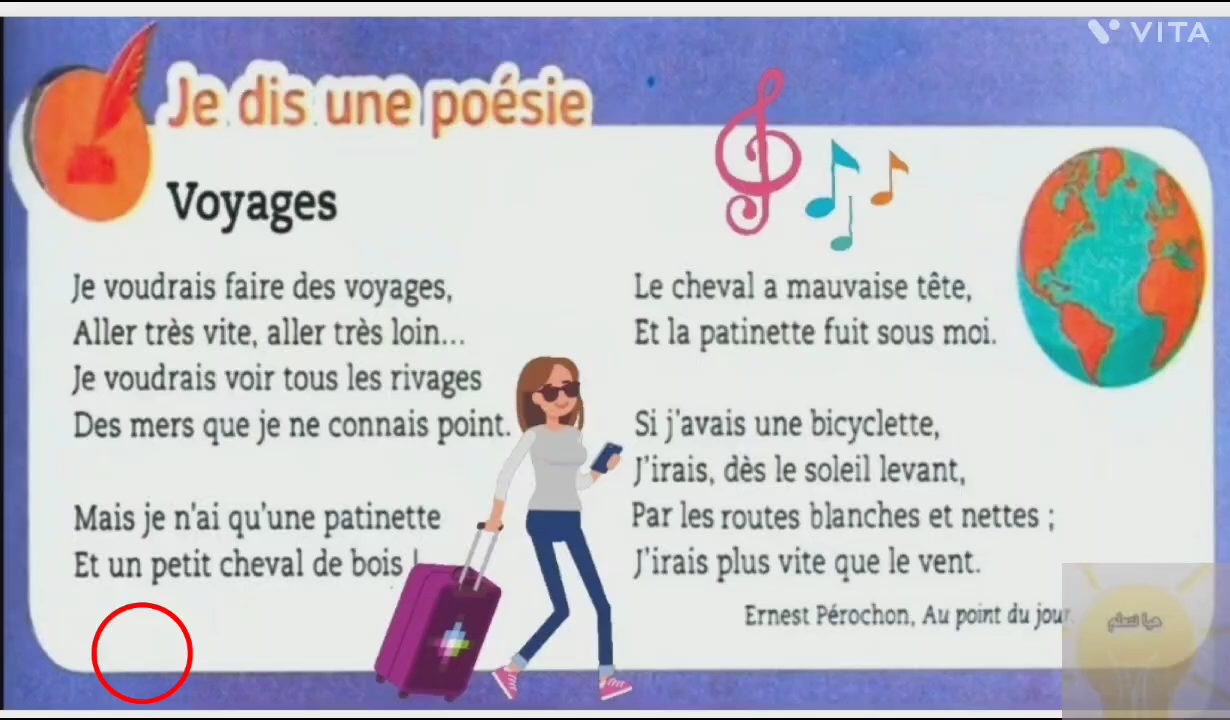 VITA
Je dis une poésie
Voyages
Je voudrais faire des voyages,
Aller très vite, aller très loin...
Je voudrais voir tous les rivages
Des mers que je ne connais point.
Mais je n'ai qu'une patinette
Et un petit cheval de bois !
Le cheval a mauvaise tête,
Et la patinette fuit sous moi.
Si j'avais une bicyclette,
J'irais, dès le soleil levant,
Par les routes blanches et nettes ;
J'irais plus vite que le vent.
Ernest Pérochon, Au point du jour.
هيا نتعلم